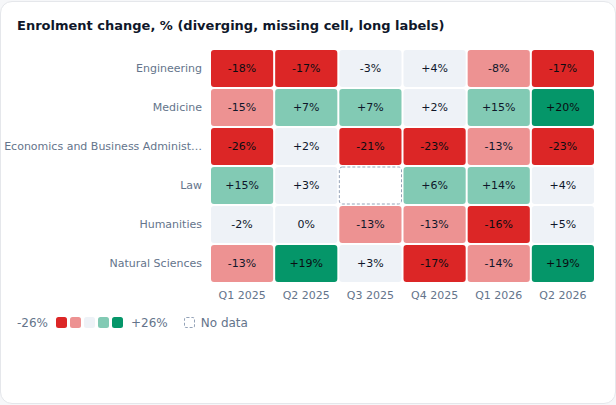 Enrolment change, % (diverging, missing cell, long labels)
Engineering -18% -17% -3% +4% -8% -17%
Medicine -15% +7% +7% +2% +15% +20%
Economics and Business Administ... -26% +2% -21% -23% -13% -23%
Law +15% +3% +6% +14% +4%
Humanities -2% 0% -13% -13% -16% +5%
Natural Sciences -13% +19% +3% -17% -14% +19%
Q1 2025 Q2 2025 Q3 2025 Q4 2025 Q1 2026 Q2 2026
-26% +26% No data